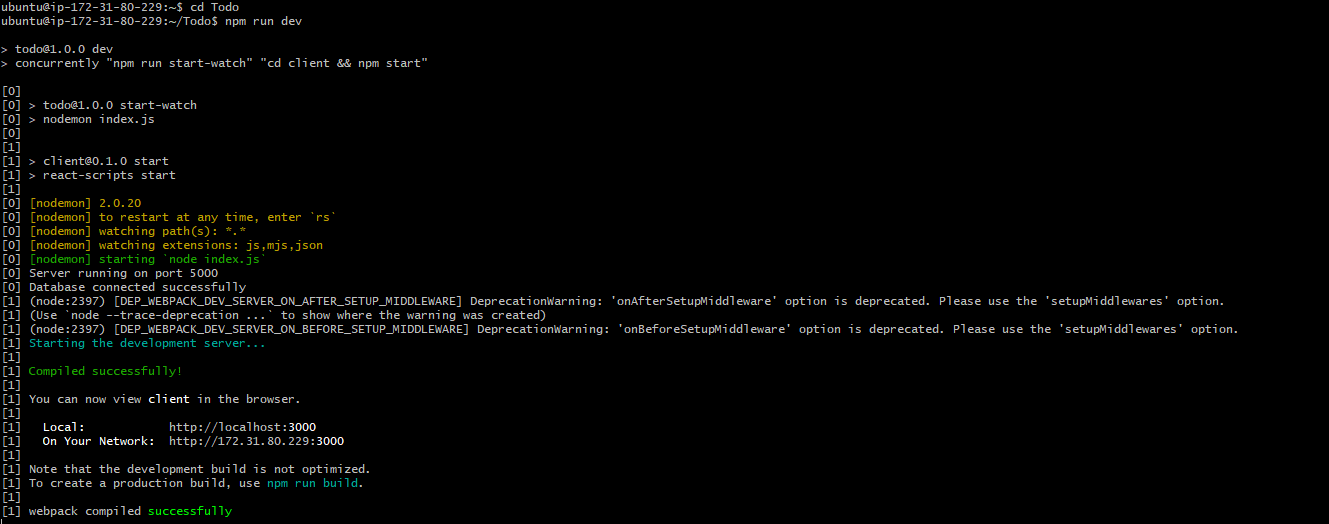 ubuntu@ip-172-31-80-229:~$ cd Todo
ubuntu@ip-172-31-80-229:~/Todo$ npm run dev
> todo@1.0.0 dev
> concurrently "npm run start-watch" "cd client && npm start"
[0]
[0] > todo@1.0.0 start-watch
[0] > nodemon index.js
[0]
[1]
[1] > client@0.1.0 start
[1] > react-scripts start
[1]
[0] [nodemon] 2.0.20
[0] [nodemon] to restart at any time, enter `rs`
[0] [nodemon] watching path(s): *.*
[0] [nodemon] watching extensions: js,mjs,json
[0] [nodemon] starting `node index.js`
[0] Server running on port 5000
[0] Database connected successfully
[1] (node:2397) [DEP_WEBPACK_DEV_SERVER_ON_AFTER_SETUP_MIDDLEWARE] DeprecationWarning: 'onAfterSetupMiddleware' option is deprecated. Please use the 'setupMiddlewares' option.
[1] (Use `node --trace-deprecation ...` to show where the warning was created)
[1] (node:2397) [DEP_WEBPACK_DEV_SERVER_ON_BEFORE_SETUP_MIDDLEWARE] DeprecationWarning: 'onBeforeSetupMiddleware' option is deprecated. Please use the 'setupMiddlewares' option.
[1] Starting the development server...
[1]
[1] Compiled successfully!
[1]
[1] You can now view client in the browser.
[1]
[1]   Local:            http://localhost:3000
[1]   On Your Network:  http://172.31.80.229:3000
[1]
[1] Note that the development build is not optimized.
[1] To create a production build, use npm run build.
[1]
[1] webpack compiled successfully